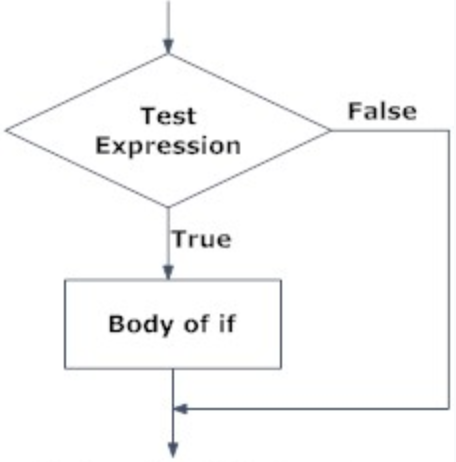 Test
Expression
False
True
Body of if